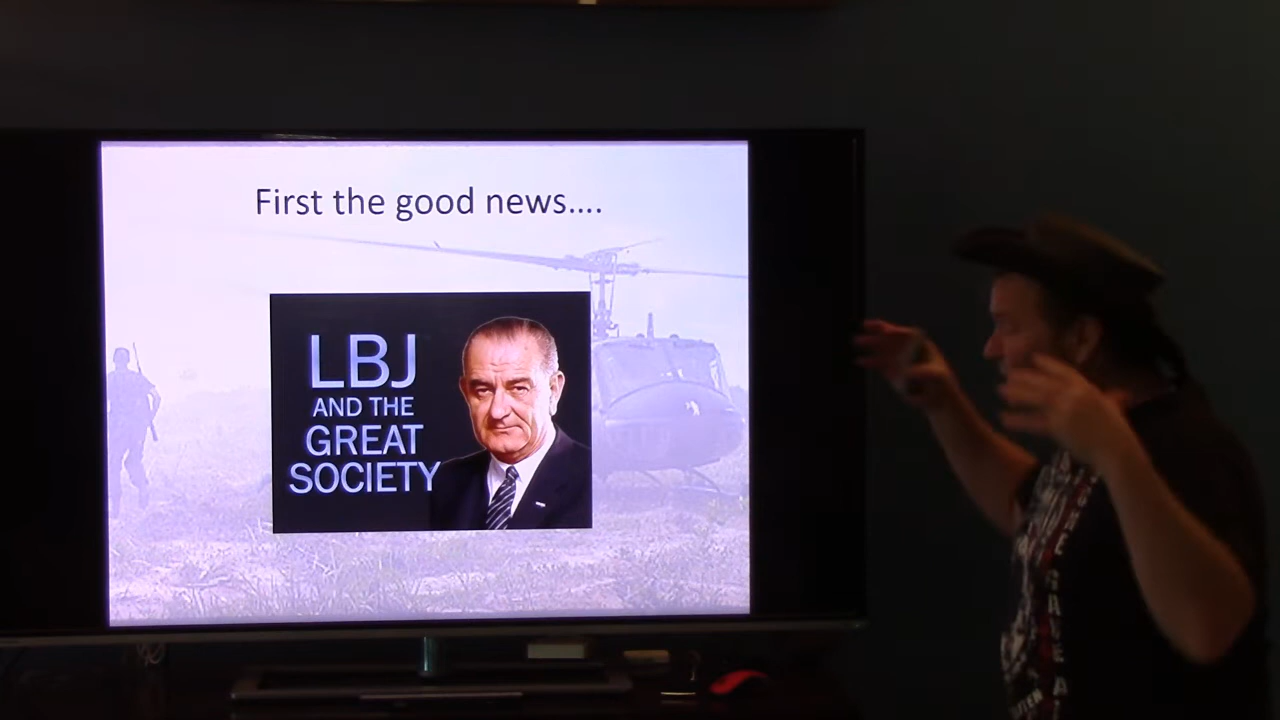 First the good news....
LBJ
AND THE
GREAT
SOCIETY